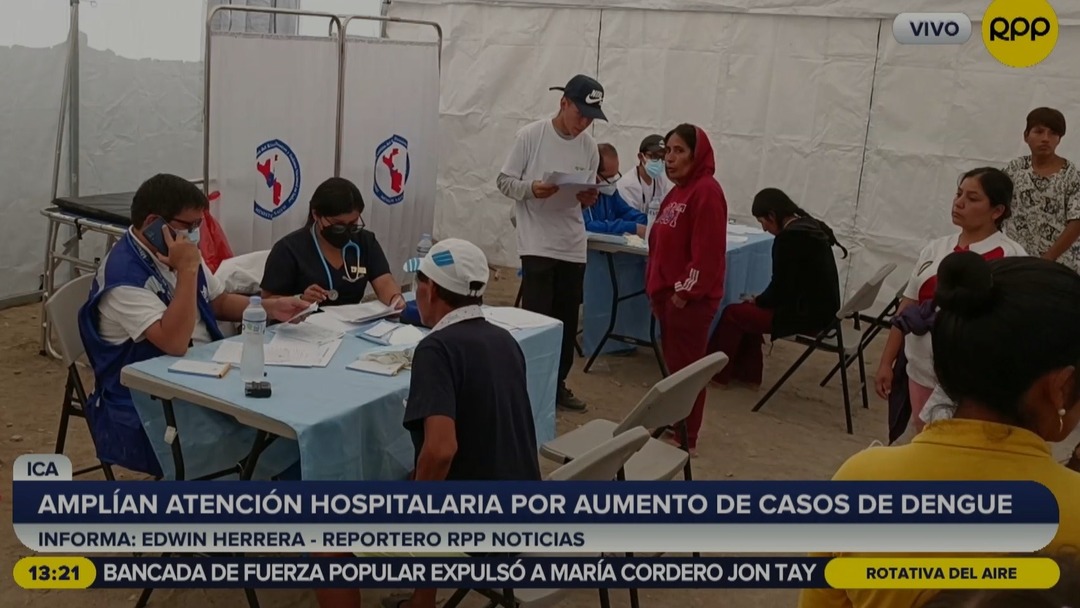 VIVO
RPP
ICA
AMPLÍAN ATENCIÓN HOSPITALARIA POR AUMENTO DE CASOS DE DENGUE
INFORMA: EDWIN HERRERA - REPORTERO RPP NOTICIAS
13:21 BANCADA DE FUERZA POPULAR EXPULSÓ A MARÍA CORDERO JON TAY ROTATIVA DEL AIRE